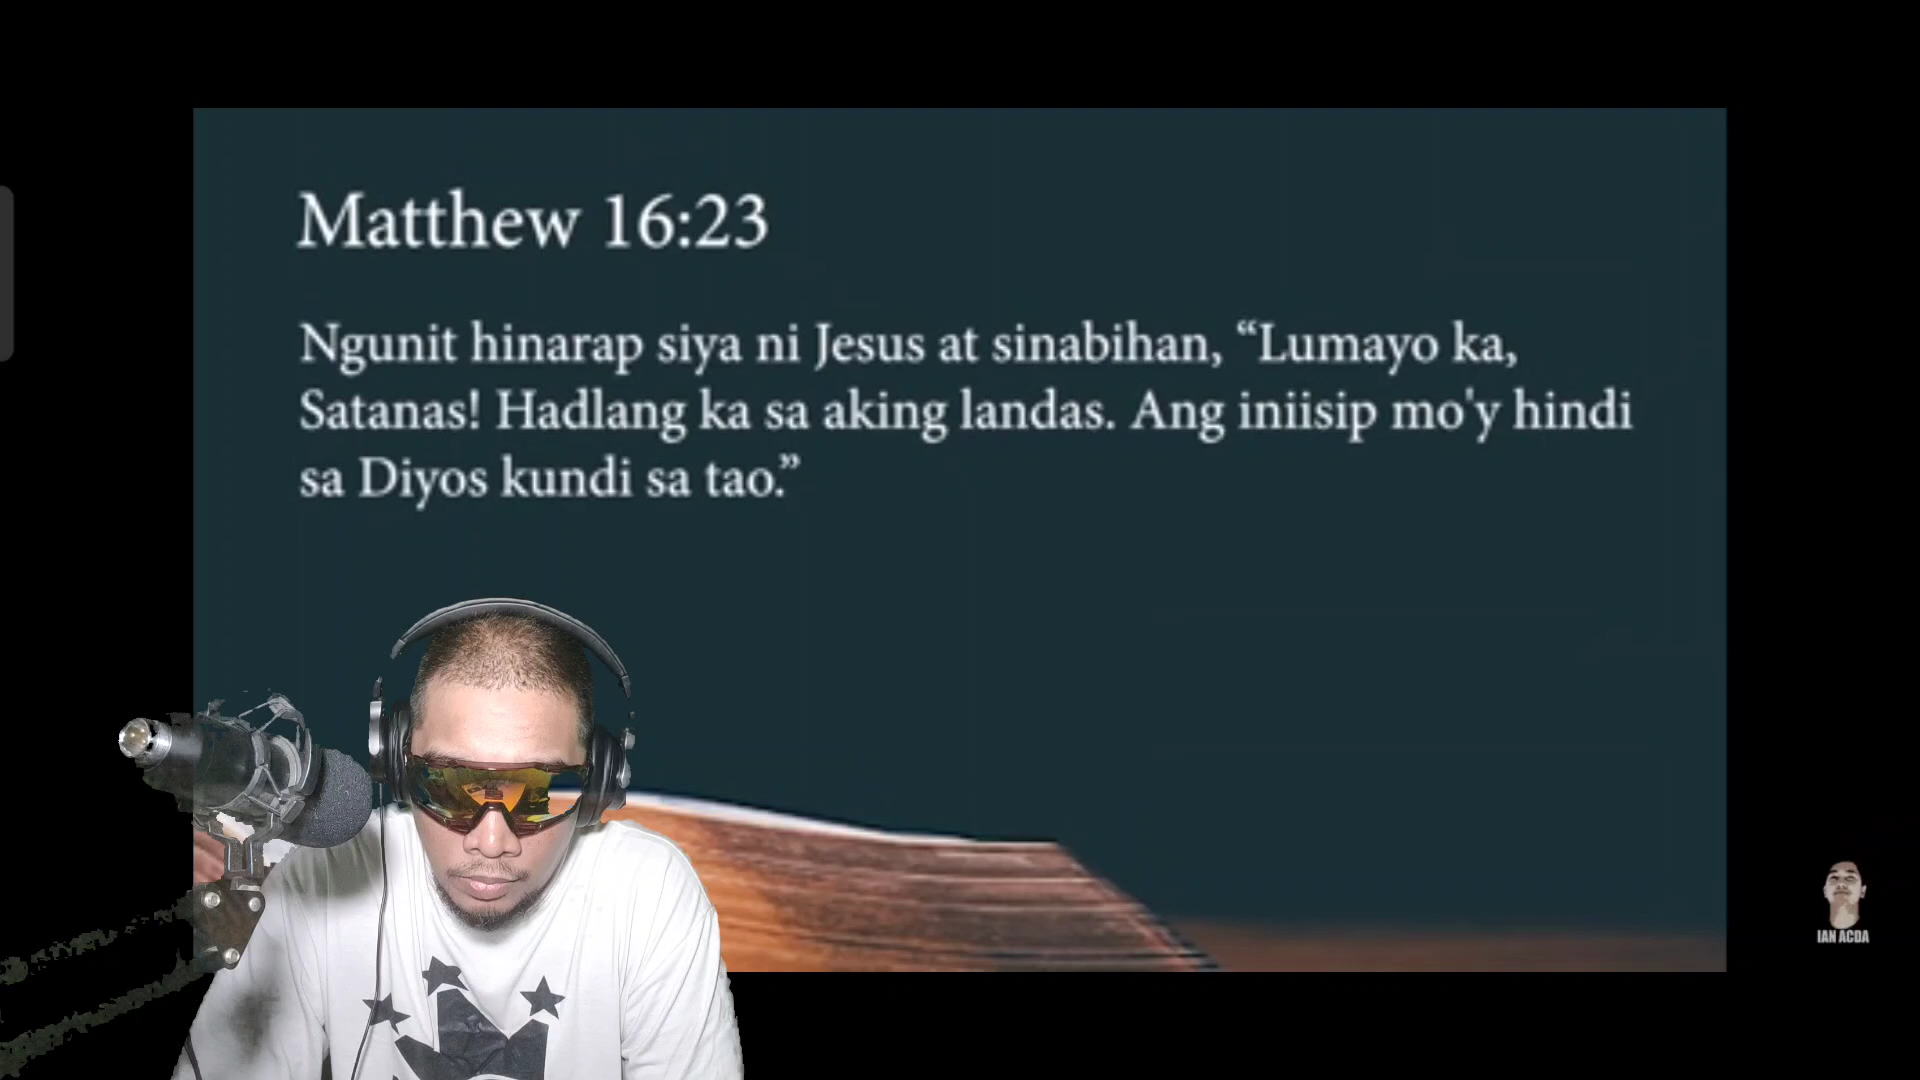 Matthew 16:23
Ngunit hinarap siya ni Jesus at sinabihan, “Lumayo ka,
Satanas! Hadlang ka sa aking landas. Ang iniisip mo'y hindi
sa Diyos kundi sa tao.”
IAN ACDA